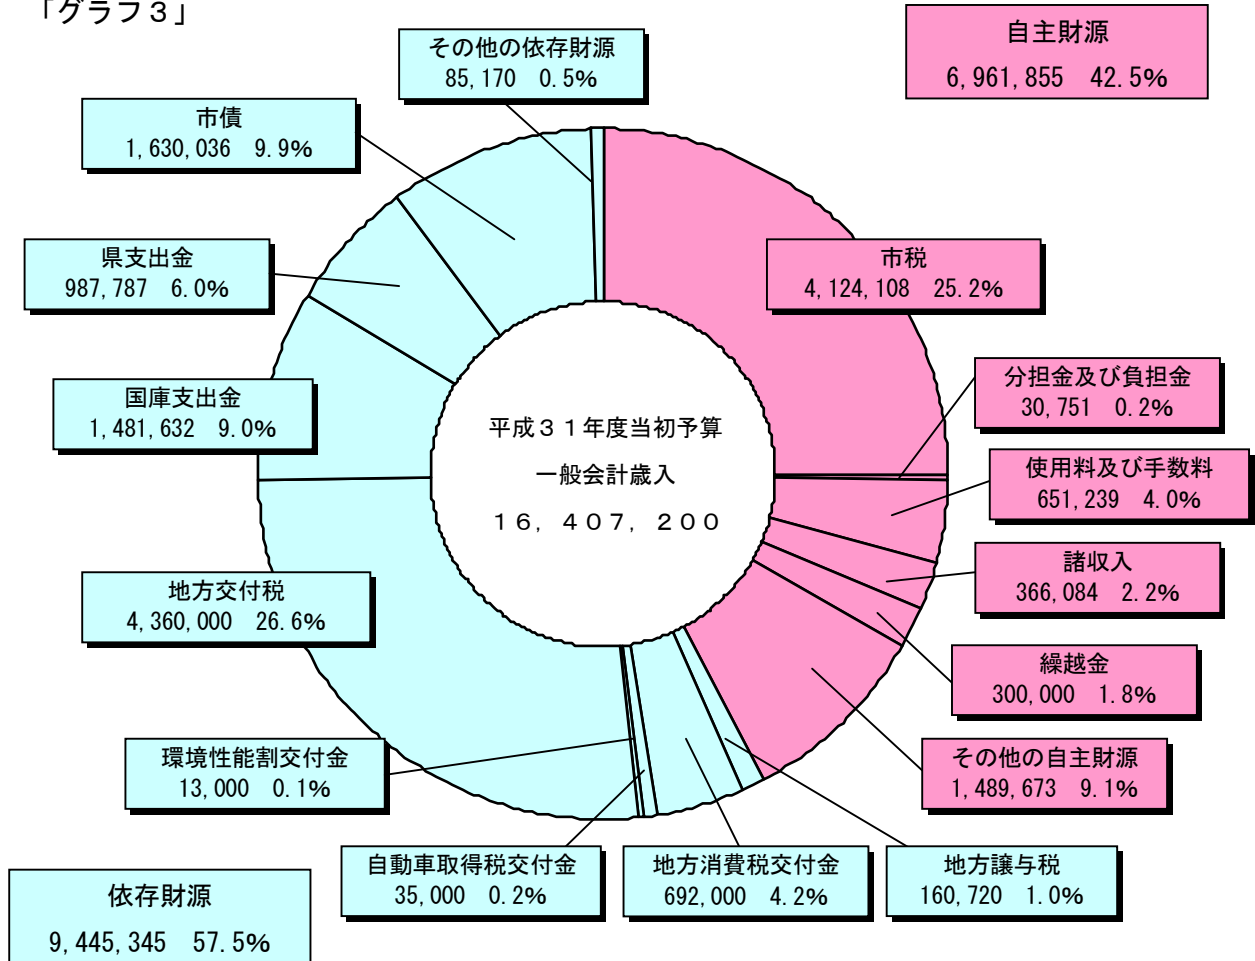 「グラフ３」
自主財源
6,961,855 42.5%
その他の依存財源
85,170 0.5%
市債
1,630,036 9.9%
県支出金
987,787 6.0%
市税
4,124,108 25.2%
国庫支出金
1,481,632 9.0%
分担金及び負担金
30,751 0.2%
平成３１年度当初予算
一般会計歳入
１６，４０７，２００
使用料及び手数料
651,239 4.0%
諸収入
366,084 2.2%
地方交付税
4,360,000 26.6%
繰越金
300,000 1.8%
環境性能割交付金
13,000 0.1%
その他の自主財源
1,489,673 9.1%
自動車取得税交付金
35,000 0.2%
地方消費税交付金
692,000 4.2%
地方譲与税
160,720 1.0%
依存財源
9,445,345 57.5%